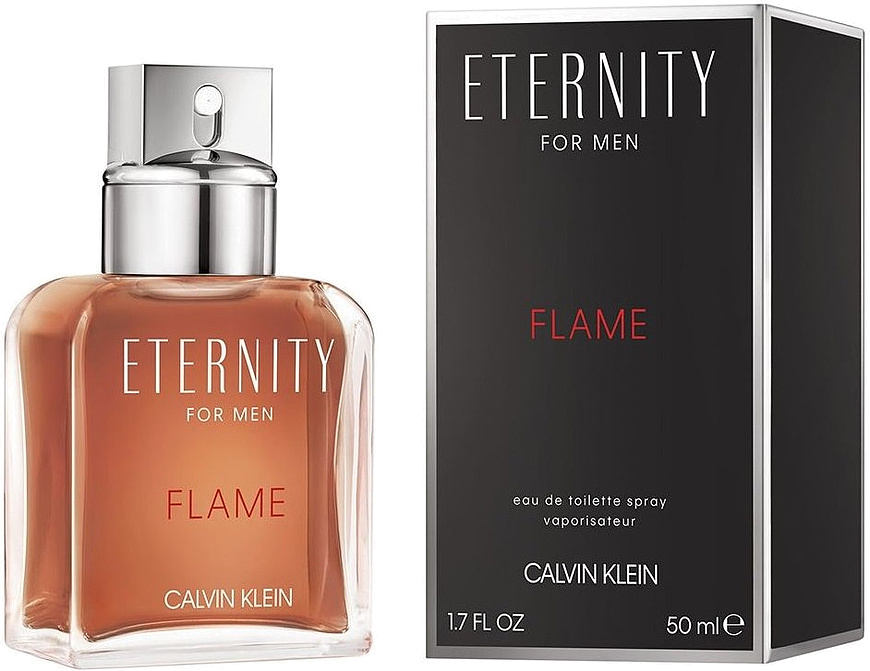 ETERNITY
FOR MEN
FLAME
CALVIN KLEIN
ETERNITY
FOR MEN
FLAME
eau de toilette spray
vaporisateur
CALVIN KLEIN
1.7 FL OZ 50 ml e